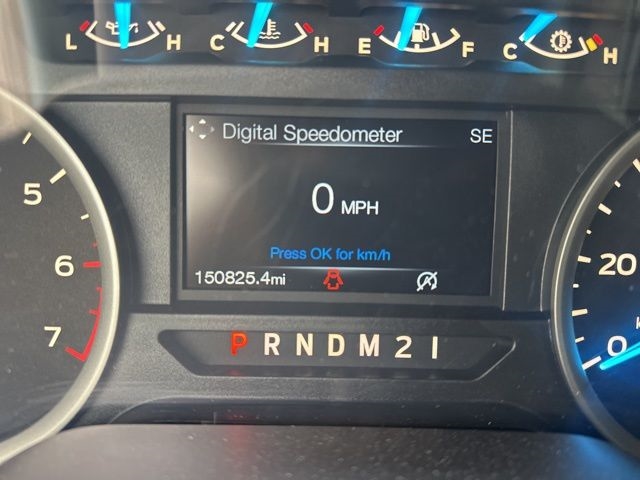 L H C H E F C H
Digital Speedometer SE
0 MPH
Press OK for km/h
150825.4mi
P R N D M 2 1
5
6
7
20
0